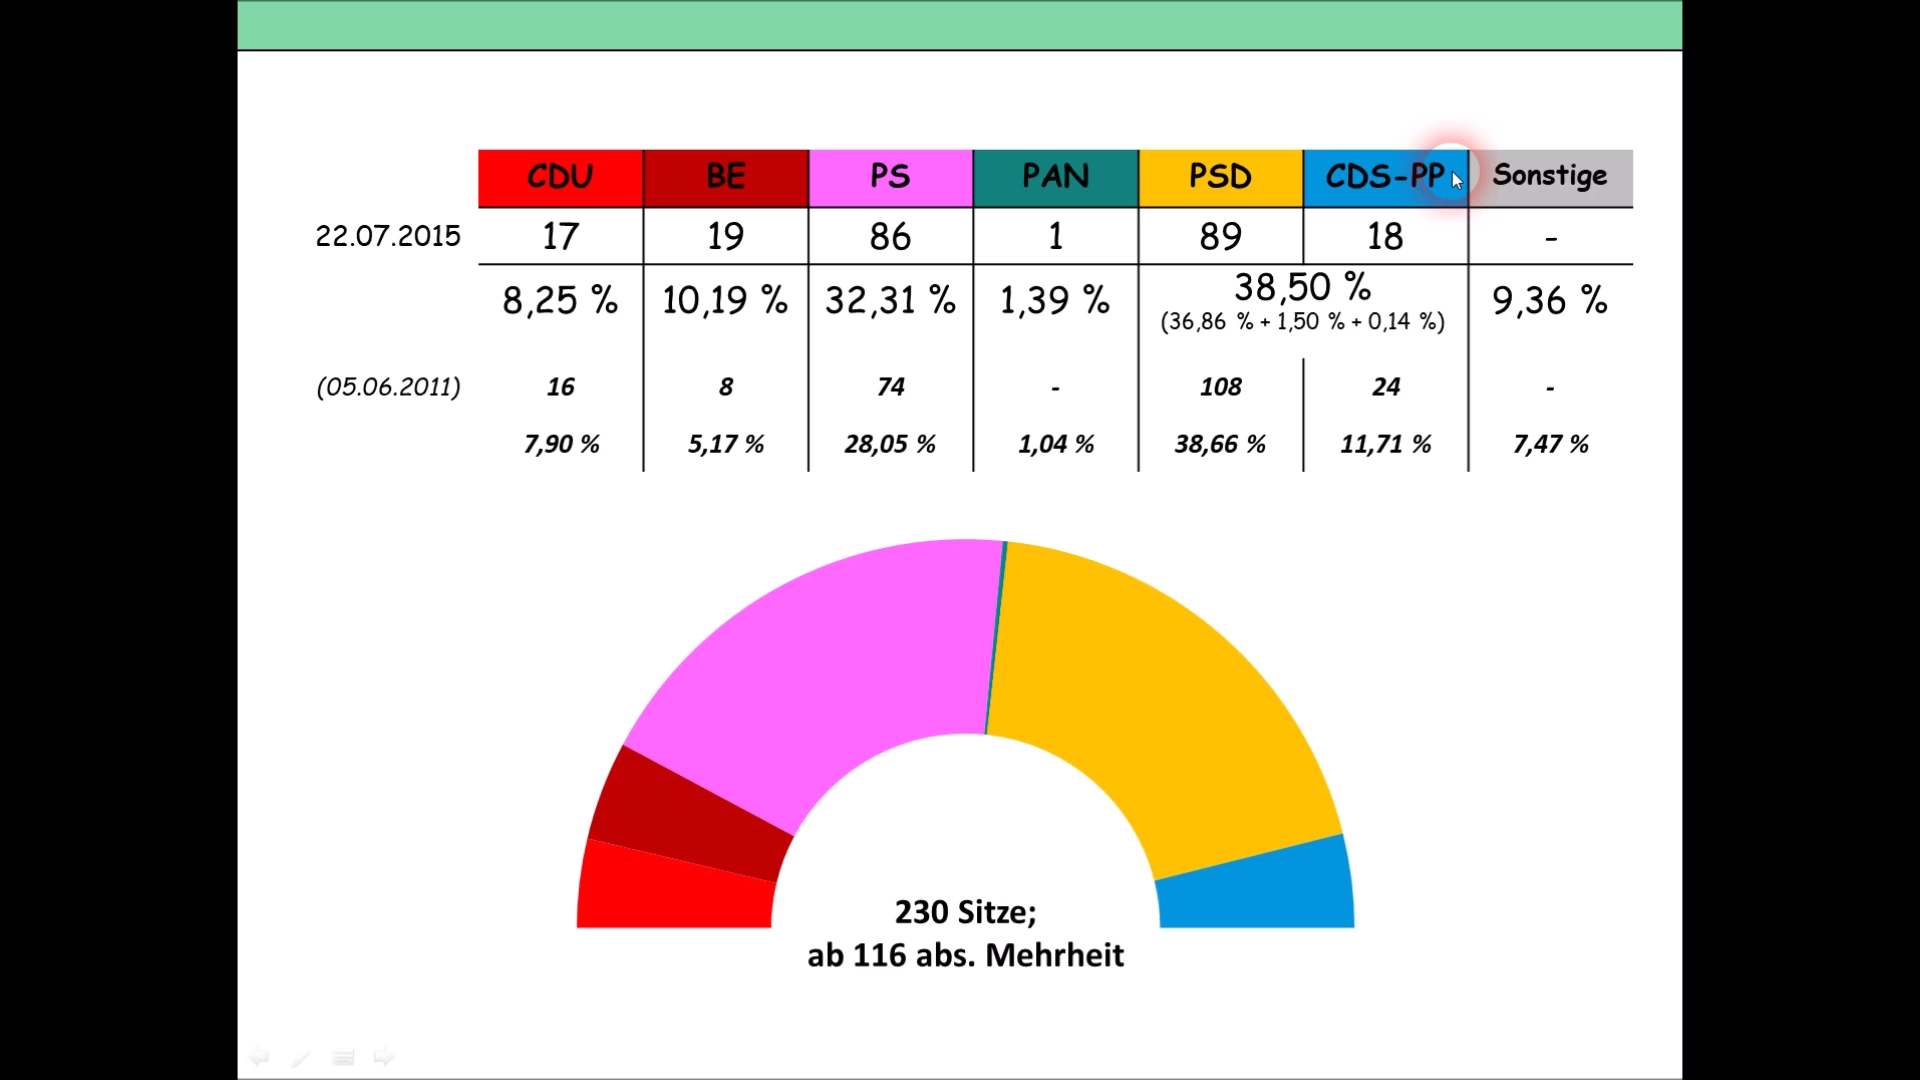 CDU BE PS PAN PSD CDS-PP Sonstige
22.07.2015 17 19 86 1 89 18 -
8,25 % 10,19 % 32,31 % 1,39 % 38,50 % 9,36 %
(36,86 % + 1,50 % + 0,14 %)
(05.06.2011) 16 8 74 - 108 24 -
7,90 % 5,17 % 28,05 % 1,04 % 38,66 % 11,71 % 7,47 %
230 Sitze;
ab 116 abs. Mehrheit